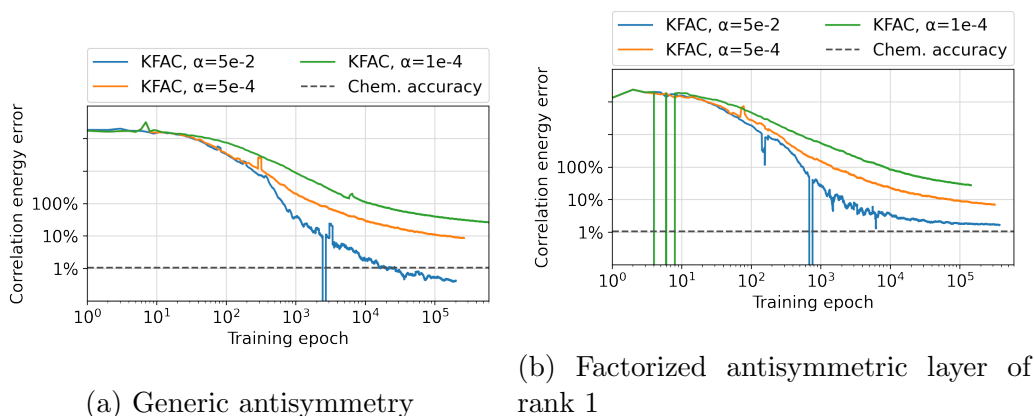 KFAC, α=5e-2
KFAC, α=1e-4
KFAC, α=5e-4
Chem. accuracy
Correlation energy error
100%
10%
1%
10^0 10^1 10^2 10^3 10^4 10^5
Training epoch
(a) Generic antisymmetry
KFAC, α=5e-2
KFAC, α=1e-4
KFAC, α=5e-4
Chem. accuracy
Correlation energy error
100%
10%
1%
10^0 10^1 10^2 10^3 10^4 10^5
Training epoch
(b) Factorized antisymmetric layer of
rank 1